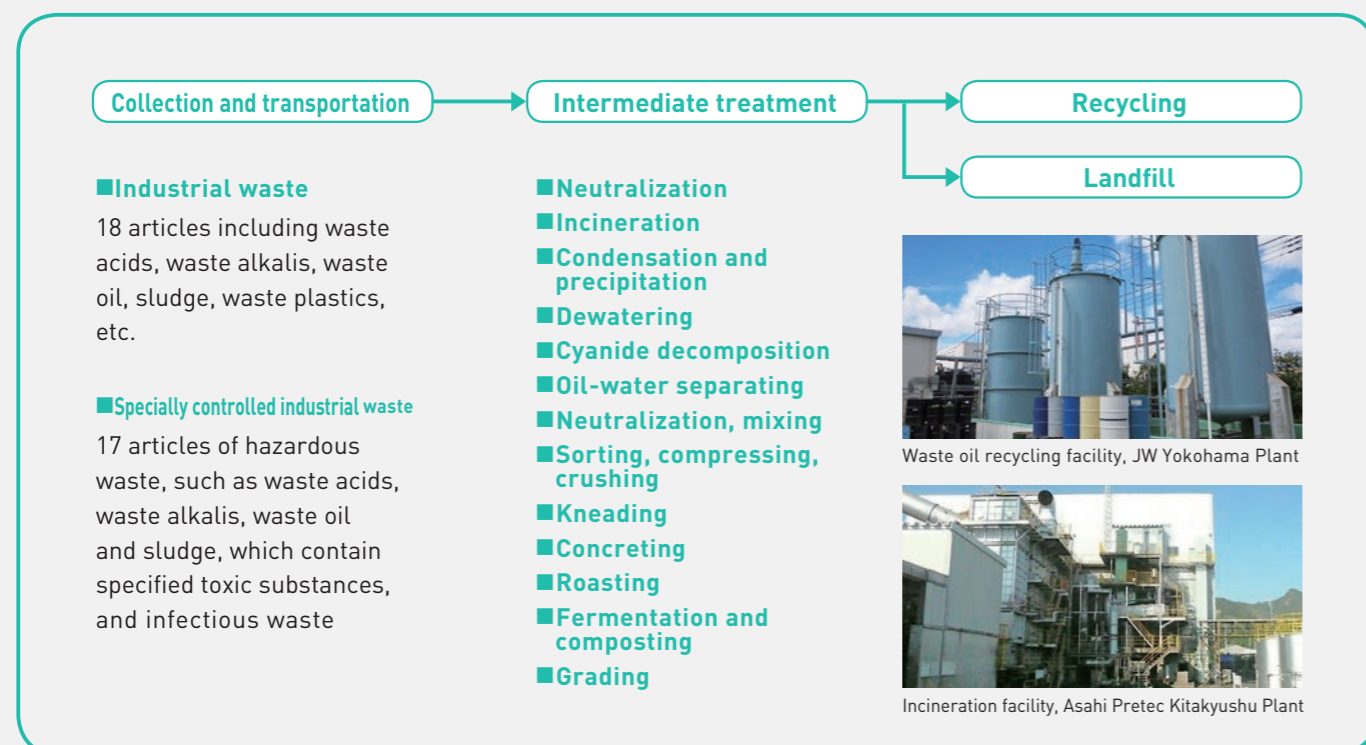 Collection and transportation
Intermediate treatment
Recycling
Landfill
■Industrial waste
18 articles including waste
acids, waste alkalis, waste
oil, sludge, waste plastics,
etc.
■Specially controlled industrial waste
17 articles of hazardous
waste, such as waste acids,
waste alkalis, waste oil
and sludge, which contain
specified toxic substances,
and infectious waste
■Neutralization
■Incineration
■Condensation and
precipitation
■Dewatering
■Cyanide decomposition
■Oil-water separating
■Neutralization, mixing
■Sorting, compressing,
crushing
■Kneading
■Concreting
■Roasting
■Fermentation and
composting
■Grading
Waste oil recycling facility, JW Yokohama Plant
Incineration facility, Asahi Pretec Kitakyushu Plant